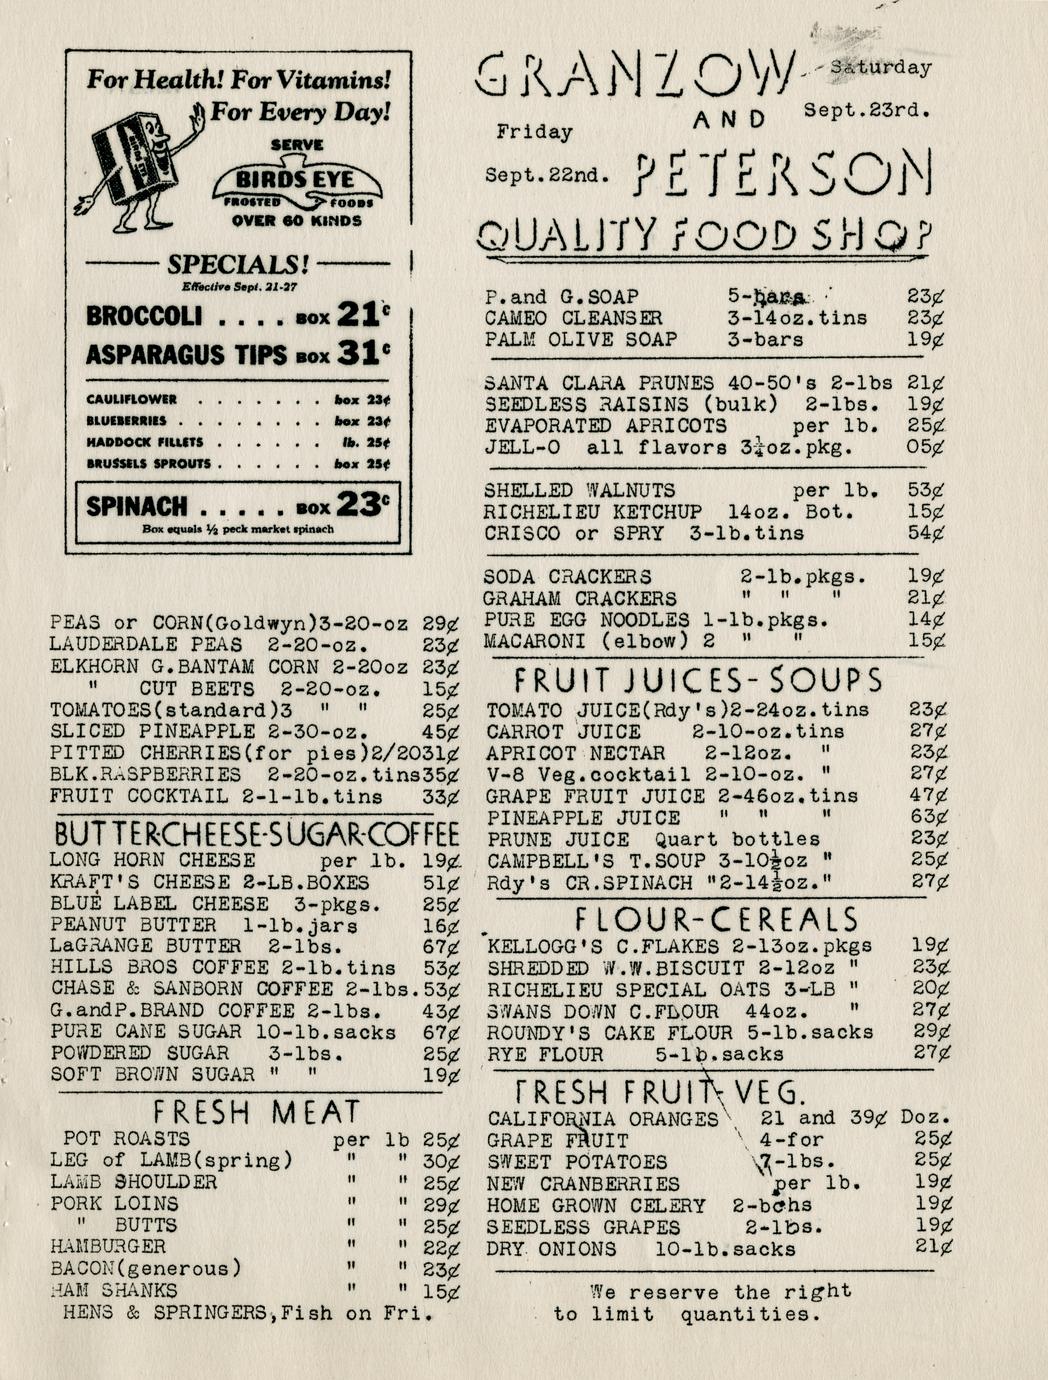 For Health! For Vitamins!
For Every Day!
SERVE
BIRDS EYE
FROSTED FOODS
OVER 60 KINDS
SPECIALS!
Effective Sept. 21-27
BROCCOLI .... BOX 21¢
ASPARAGUS TIPS BOX 31¢
CAULIFLOWER ....... box 23¢
BLUEBERRIES ........ box 23¢
HADDOCK FILLETS ...... lb. 25¢
BRUSSELS SPROUTS ...... box 25¢
SPINACH ..... BOX 23¢
Box equals ½ peck market spinach
PEAS or CORN(Goldwyn)3-20-oz 29¢
LAUDERDALE PEAS 2-20-oz. 23¢
ELKHORN G.BANTAM CORN 2-20oz 23¢
" CUT BEETS 2-20-oz. 15¢
TOMATOES(standard)3 " " 25¢
SLICED PINEAPPLE 2-30-oz. 45¢
PITTED CHERRIES(for pies)2/2031¢
BLK.RASPBERRIES 2-20-oz.tins35¢
FRUIT COCKTAIL 2-1-lb.tins 33¢
BUTTER-CHEESE-SUGAR-COFFEE
LONG HORN CHEESE per lb. 19¢
KRAFT'S CHEESE 2-LB.BOXES 51¢
BLUE LABEL CHEESE 3-pkgs. 25¢
PEANUT BUTTER 1-lb.jars 16¢
LaGRANGE BUTTER 2-lbs. 67¢
HILLS BROS COFFEE 2-lb.tins 53¢
CHASE & SANBORN COFFEE 2-lbs.53¢
G.andP.BRAND COFFEE 2-lbs. 43¢
PURE CANE SUGAR 10-lb.sacks 67¢
POWDERED SUGAR 3-lbs. 25¢
SOFT BROWN SUGAR " " 19¢
FRESH MEAT
POT ROASTS per lb 25¢
LEG of LAMB(spring) " " 30¢
LAMB SHOULDER " " 25¢
PORK LOINS " " 29¢
" BUTTS " " 25¢
HAMBURGER " " 22¢
BACON(generous) " " 23¢
HAM SHANKS " " 15¢
HENS & SPRINGERS,Fish on Fri.
GRANZOW
Saturday
AND
Sept.23rd.
Friday
Sept.22nd.
PETERSON
QUALITY FOOD SHOP
P.and G.SOAP 5-bars 23¢
CAMEO CLEANSER 3-14oz.tins 23¢
PALM OLIVE SOAP 3-bars 19¢
SANTA CLARA PRUNES 40-50's 2-lbs 21¢
SEEDLESS RAISINS (bulk) 2-lbs. 19¢
EVAPORATED APRICOTS per lb. 25¢
JELL-O all flavors 3¼oz.pkg. 05¢
SHELLED WALNUTS per lb. 53¢
RICHELIEU KETCHUP 14oz. Bot. 15¢
CRISCO or SPRY 3-lb.tins 54¢
SODA CRACKERS 2-lb.pkgs. 19¢
GRAHAM CRACKERS " " " 21¢
PURE EGG NOODLES 1-lb.pkgs. 14¢
MACARONI (elbow) 2 " " 15¢
FRUIT JUICES-SOUPS
TOMATO JUICE(Rdy's)2-24oz.tins 23¢
CARROT JUICE 2-10-oz.tins 27¢
APRICOT NECTAR 2-12oz. " 23¢
V-8 Veg.cocktail 2-10-oz. " 27¢
GRAPE FRUIT JUICE 2-46oz.tins 47¢
PINEAPPLE JUICE " " " 63¢
PRUNE JUICE Quart bottles 23¢
CAMPBELL'S T.SOUP 3-10½oz " 25¢
Rdy's CR.SPINACH "2-14½oz." 27¢
FLOUR-CEREALS
KELLOGG'S C.FLAKES 2-13oz.pkgs 19¢
SHREDDED W.W.BISCUIT 2-12oz " 23¢
RICHELIEU SPECIAL OATS 3-LB " 20¢
SWANS DOWN C.FLOUR 44oz. " 27¢
ROUNDY'S CAKE FLOUR 5-lb.sacks 29¢
RYE FLOUR 5-lb.sacks 27¢
FRESH FRUIT-VEG.
CALIFORNIA ORANGES 21 and 39¢ Doz.
GRAPE FRUIT 4-for 25¢
SWEET POTATOES 7-lbs. 25¢
NEW CRANBERRIES per lb. 19¢
HOME GROWN CELERY 2-bchs 19¢
SEEDLESS GRAPES 2-lbs. 19¢
DRY ONIONS 10-lb.sacks 21¢
We reserve the right
to limit quantities.